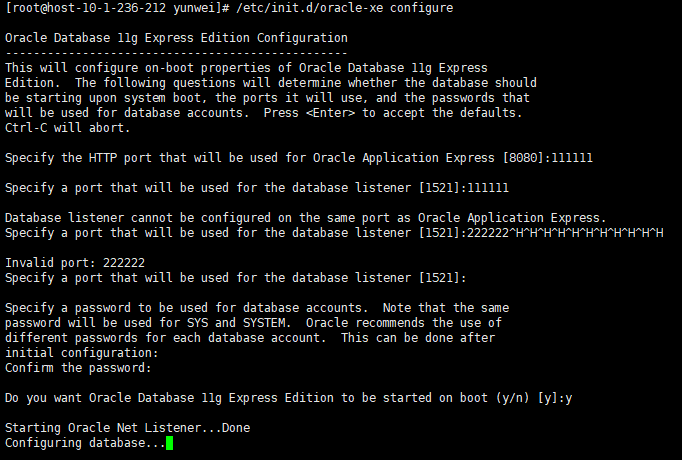 [root@host-10-1-236-212 yunwei]# /etc/init.d/oracle-xe configure
Oracle Database 11g Express Edition Configuration
-------------------------------------------------
This will configure on-boot properties of Oracle Database 11g Express
Edition.  The following questions will determine whether the database should
be starting upon system boot, the ports it will use, and the passwords that
will be used for database accounts.  Press <Enter> to accept the defaults.
Ctrl-C will abort.
Specify the HTTP port that will be used for Oracle Application Express [8080]:111111
Specify a port that will be used for the database listener [1521]:111111
Database listener cannot be configured on the same port as Oracle Application Express.
Specify a port that will be used for the database listener [1521]:222222^H^H^H^H^H^H^H^H^H^H^H^H^H^H
Invalid port: 222222
Specify a port that will be used for the database listener [1521]:
Specify a password to be used for database accounts.  Note that the same
password will be used for SYS and SYSTEM.  Oracle recommends the use of
different passwords for each database account.  This can be done after
initial configuration:
Confirm the password:
Do you want Oracle Database 11g Express Edition to be started on boot (y/n) [y]:y
Starting Oracle Net Listener...Done
Configuring database...